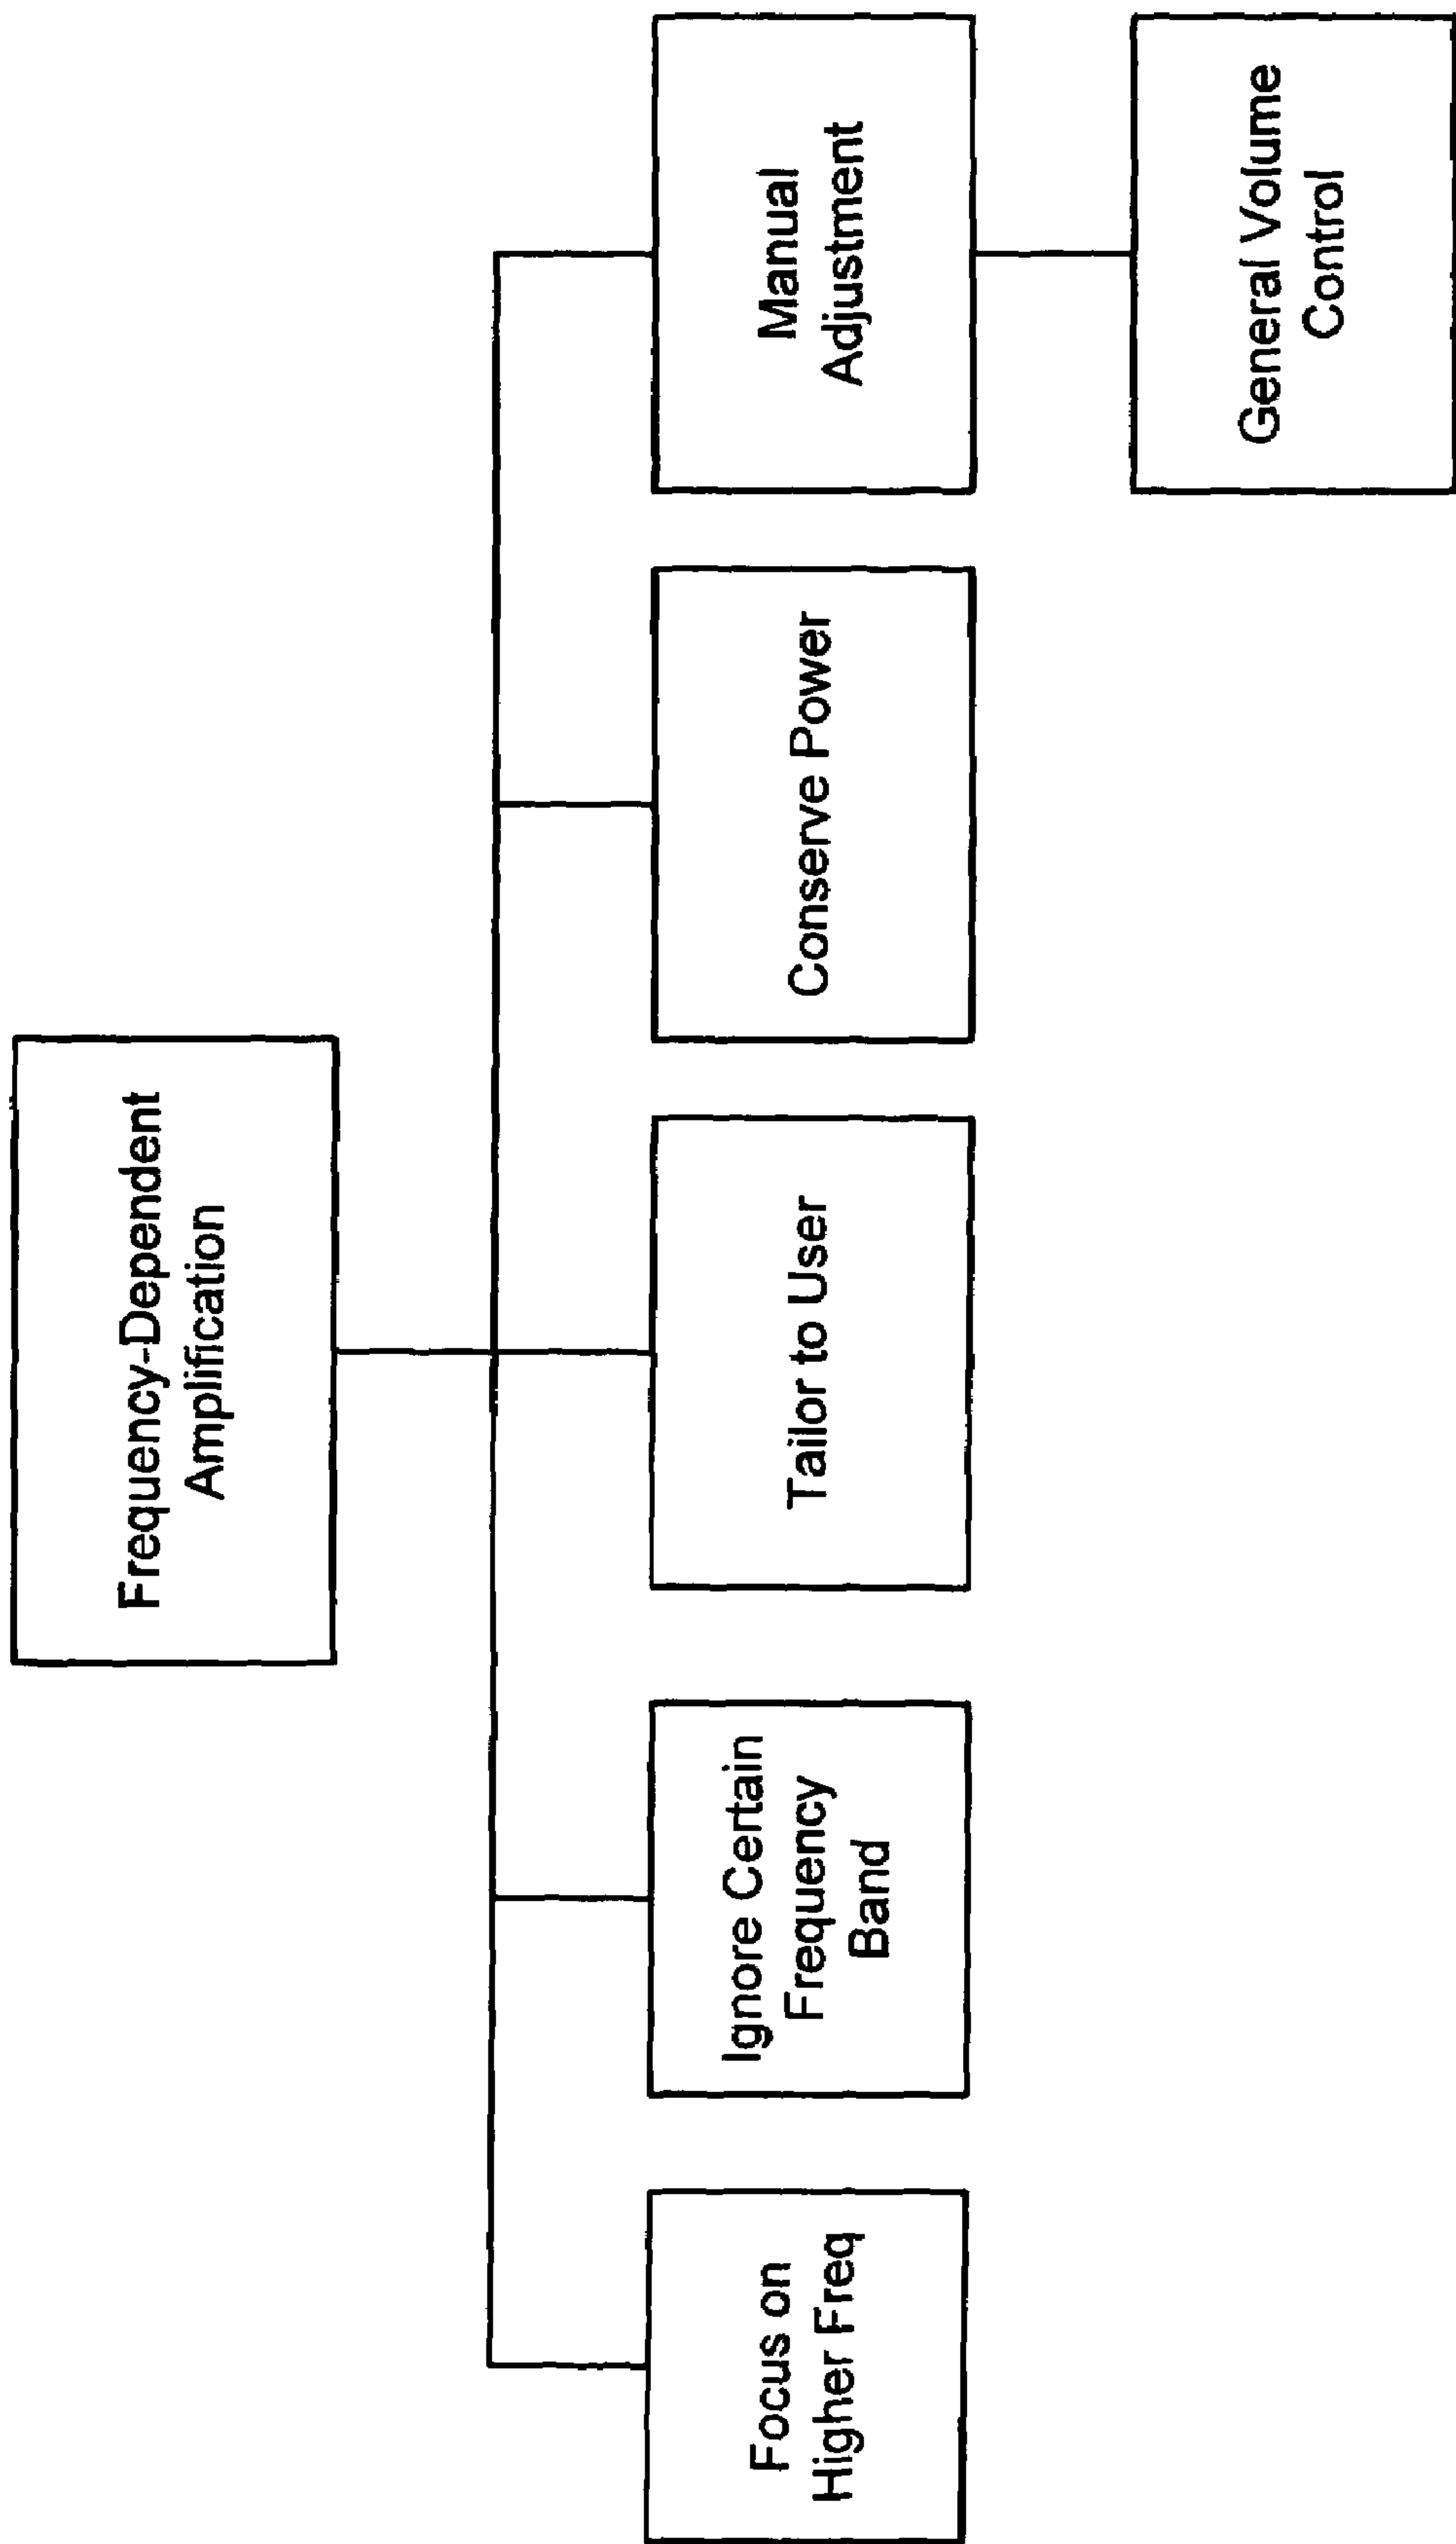 Frequency-Dependent
Amplification
Focus on
Higher Freq
Ignore Certain
Frequency
Band
Tailor to User
Conserve Power
Manual
Adjustment
General Volume
Control